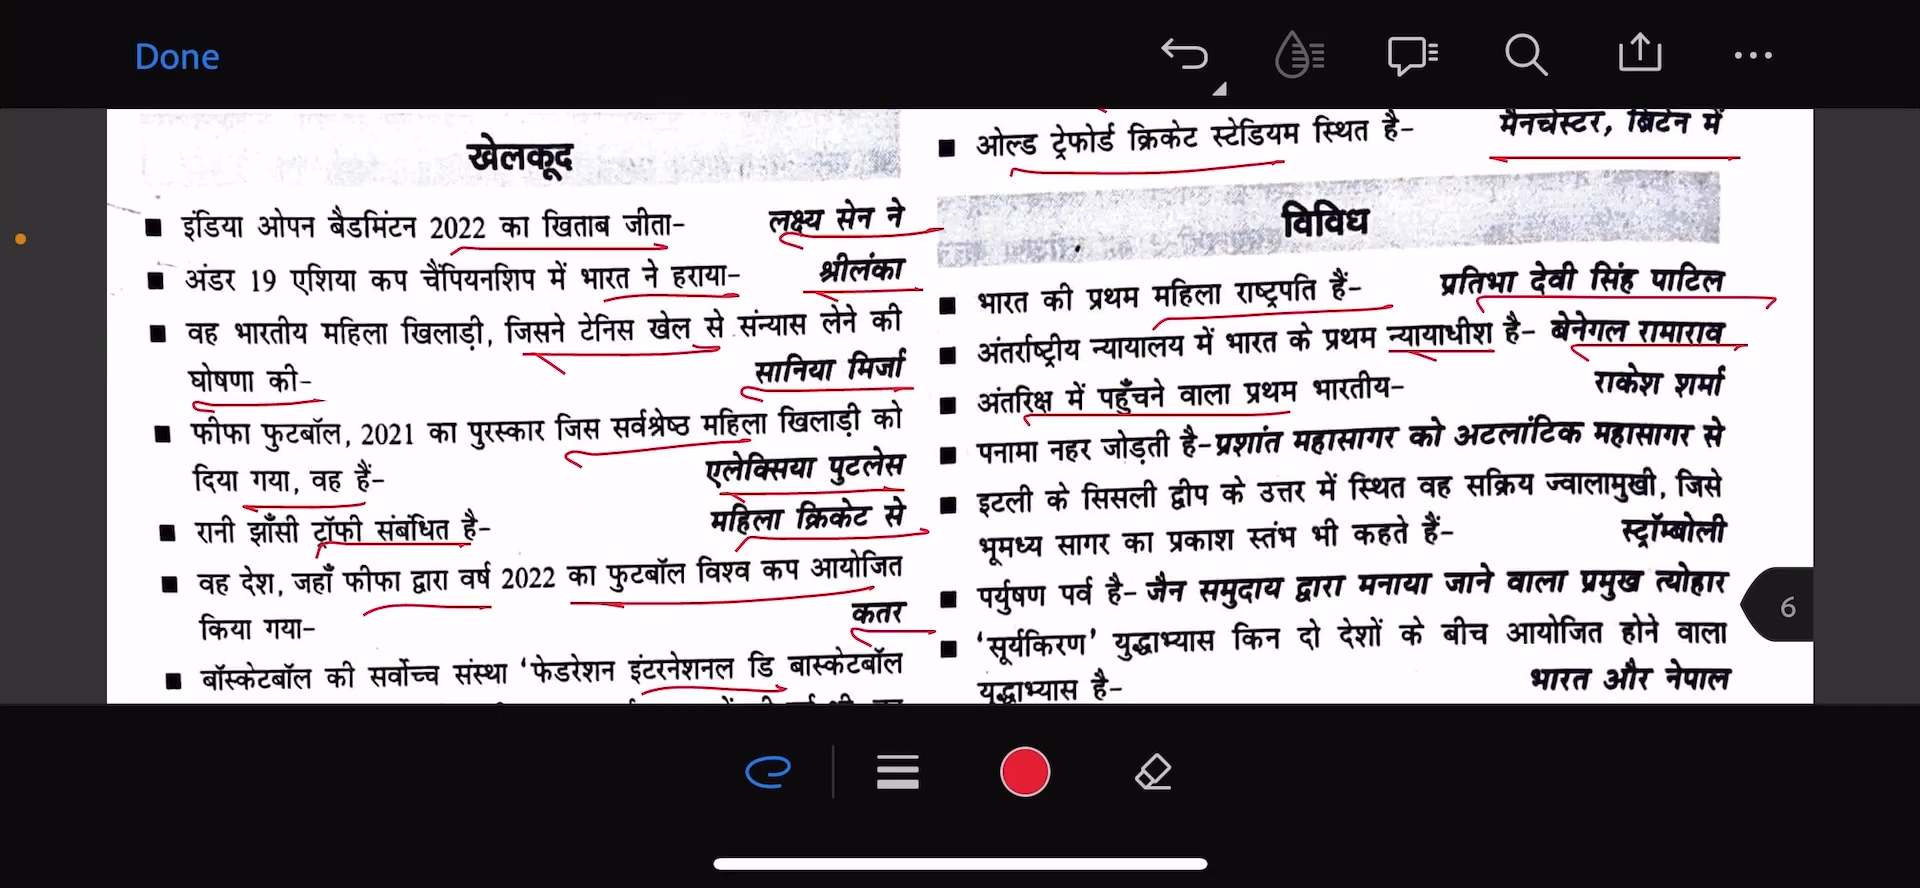 Done
खेलकूद
■ इंडिया ओपन बैडमिंटन 2022 का खिताब जीता- लक्ष्य सेन ने
■ अंडर 19 एशिया कप चैंपियनशिप में भारत ने हराया- श्रीलंका
■ वह भारतीय महिला खिलाड़ी, जिसने टेनिस खेल से संन्यास लेने की
घोषणा की- सानिया मिर्जा
■ फीफा फुटबॉल, 2021 का पुरस्कार जिस सर्वश्रेष्ठ महिला खिलाड़ी को
दिया गया, वह हैं- एलेक्सिया पुटलेस
■ रानी झाँसी ट्रॉफी संबंधित है- महिला क्रिकेट से
■ वह देश, जहाँ फीफा द्वारा वर्ष 2022 का फुटबॉल विश्व कप आयोजित
किया गया- कतर
■ बॉस्केटबॉल की सर्वोच्च संस्था 'फेडरेशन इंटरनेशनल डि बास्केटबॉल
■ ओल्ड ट्रेफोर्ड क्रिकेट स्टेडियम स्थित है- मैनचेस्टर, ब्रिटेन में
विविध
■ भारत की प्रथम महिला राष्ट्रपति हैं- प्रतिभा देवी सिंह पाटिल
■ अंतर्राष्ट्रीय न्यायालय में भारत के प्रथम न्यायाधीश है- बेनेगल रामाराव
■ अंतरिक्ष में पहुँचने वाला प्रथम भारतीय- राकेश शर्मा
■ पनामा नहर जोड़ती है-प्रशांत महासागर को अटलांटिक महासागर से
■ इटली के सिसली द्वीप के उत्तर में स्थित वह सक्रिय ज्वालामुखी, जिसे
भूमध्य सागर का प्रकाश स्तंभ भी कहते हैं- स्ट्रॉम्बोली
■ पर्युषण पर्व है- जैन समुदाय द्वारा मनाया जाने वाला प्रमुख त्योहार
■ 'सूर्यकिरण' युद्धाभ्यास किन दो देशों के बीच आयोजित होने वाला
युद्धाभ्यास है- भारत और नेपाल
6